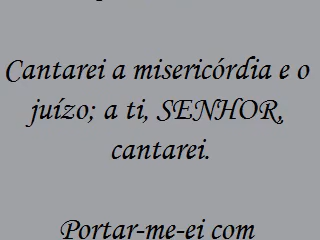 Cantarei a misericórdia e o
juízo; a ti, SENHOR,
cantarei.
Portar-me-ei com